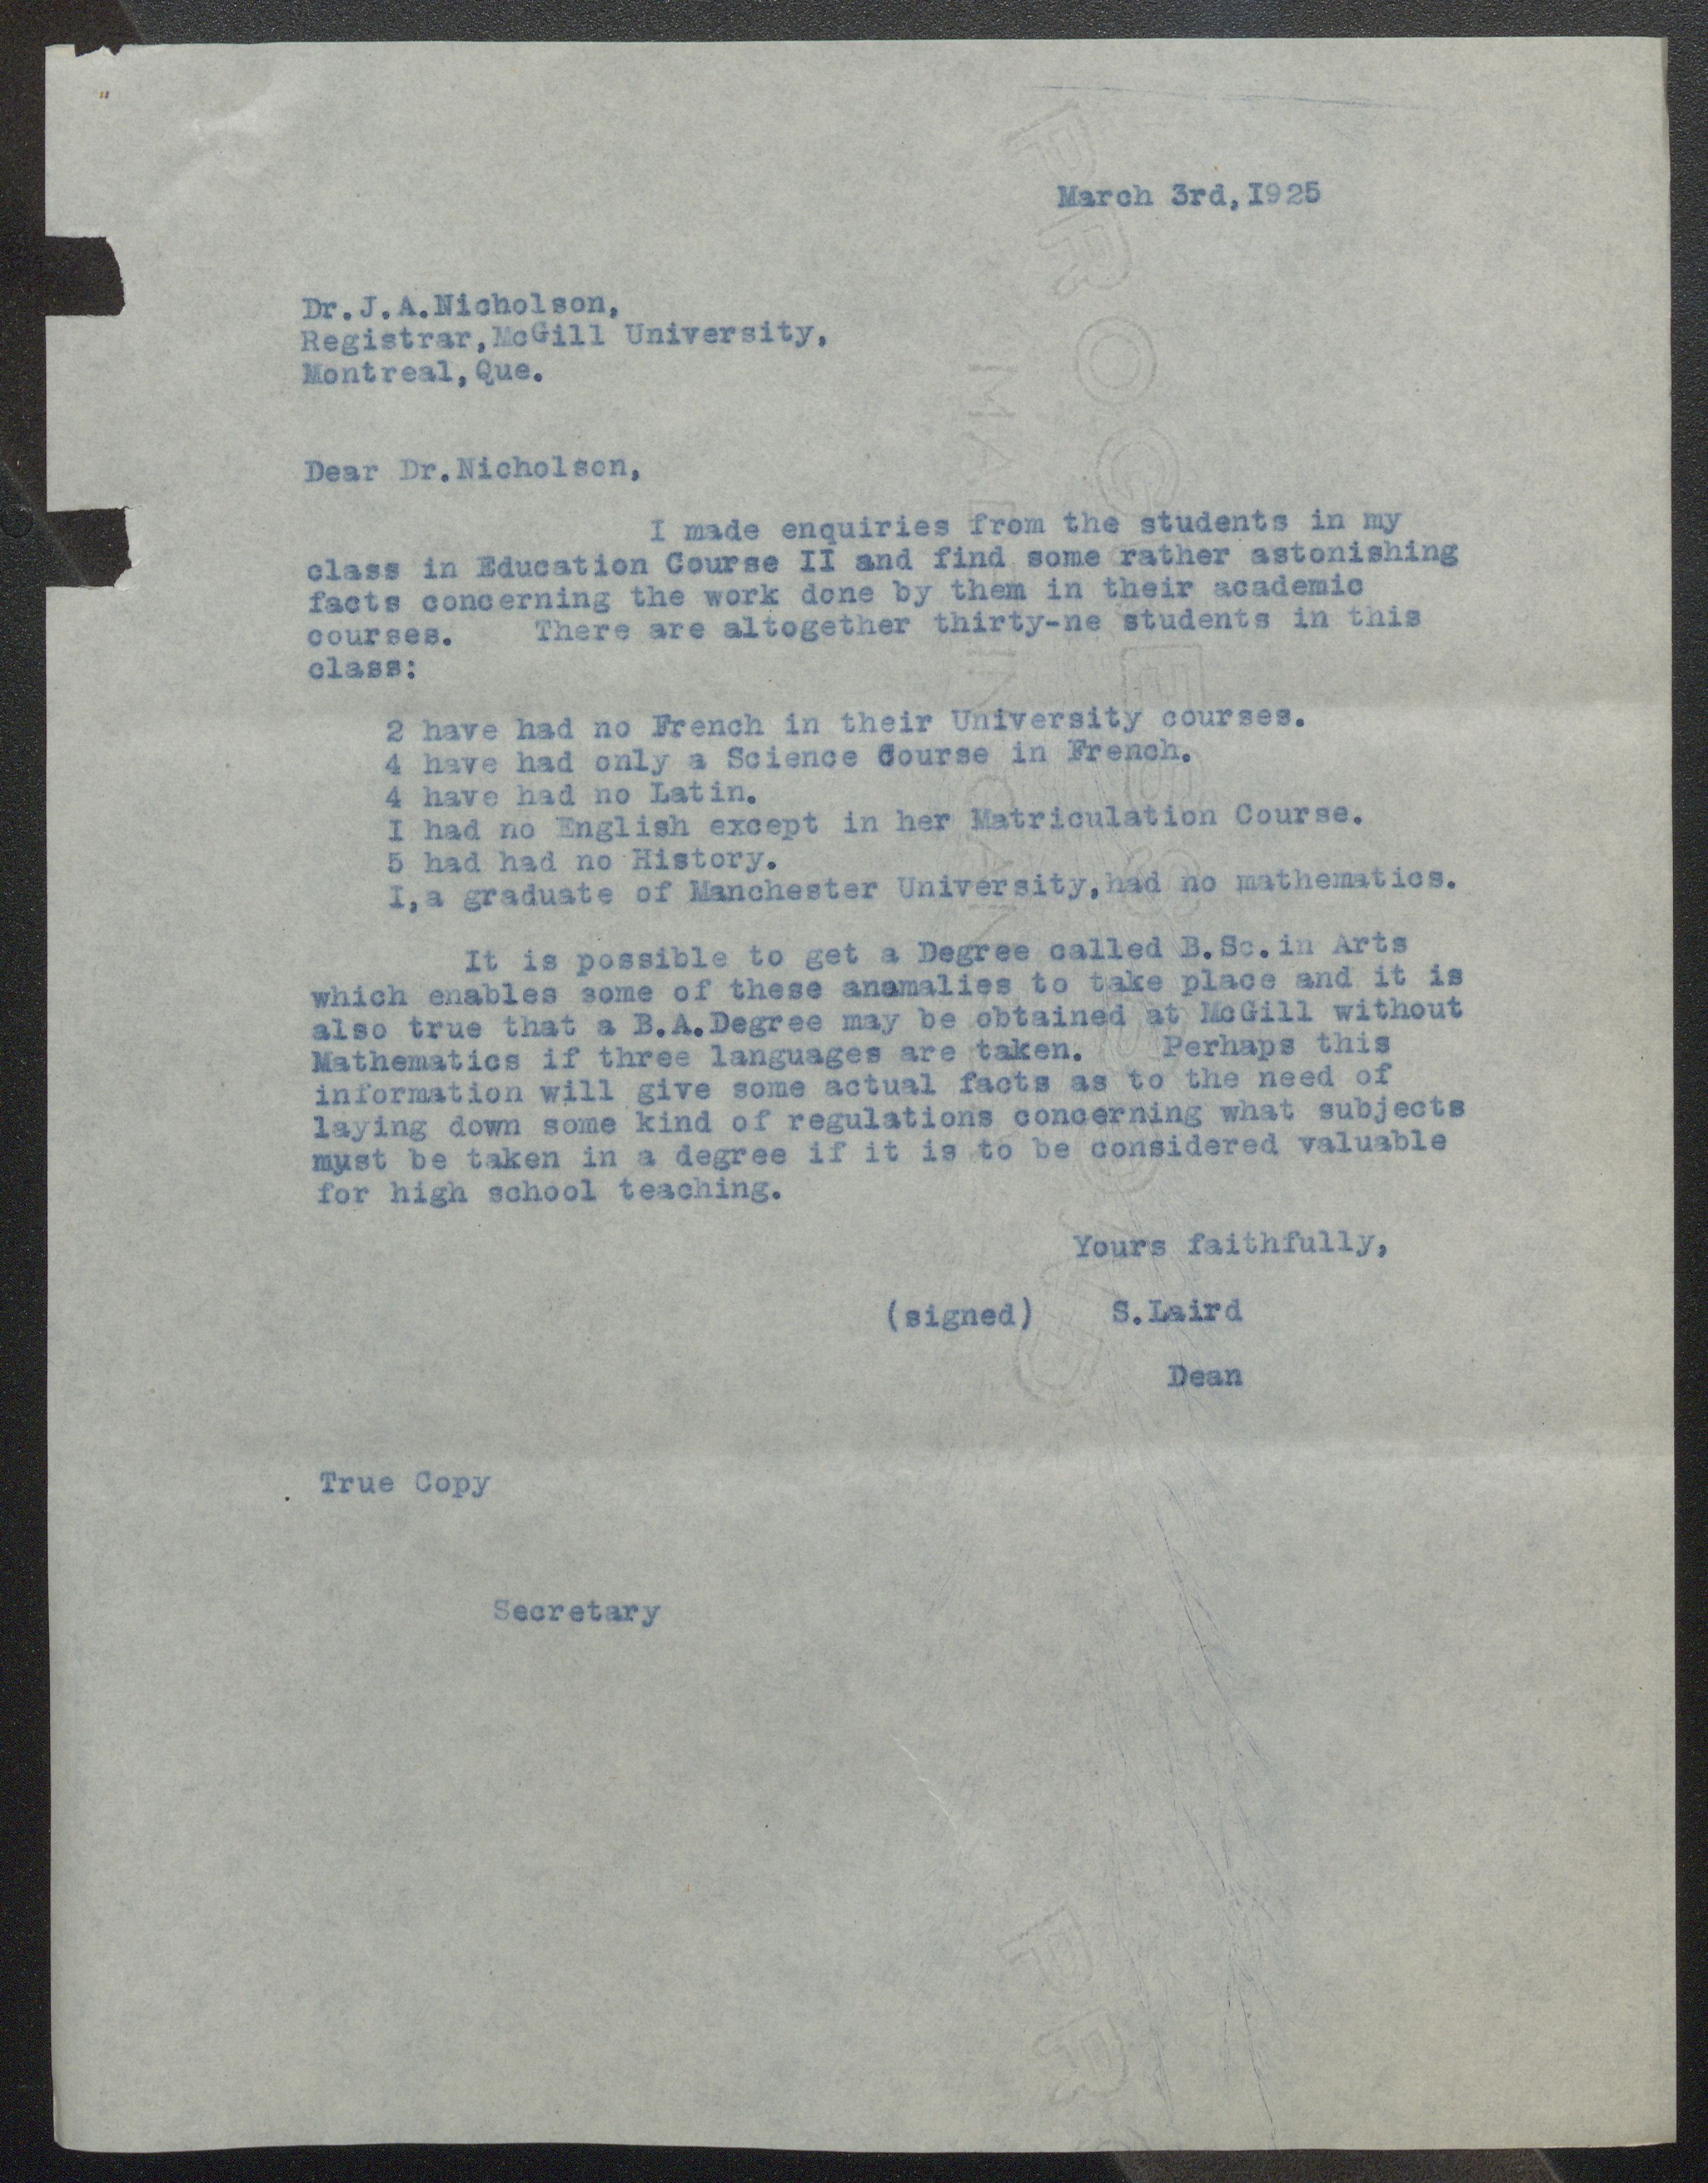 March 3rd,I925
Dr.J.A.Nicholson,
Registrar,McGill University,
Montreal,Que.
Dear Dr.Nicholson,
I made enquiries from the students in my
class in Education Course II and find some rather astonishing
facts concerning the work done by them in their academic
courses. There are altogether thirty-ne students in this
class:
2 have had no French in their University courses.
4 have had only a Science Course in French.
4 have had no Latin.
I had no English except in her Matriculation Course.
5 had had no History.
I,a graduate of Manchester University,had no mathematics.
It is possible to get a Degree called B.Sc.in Arts
which enables some of these anamalies to take place and it is
also true that a B.A.Degree may be obtained at McGill without
Mathematics if three languages are taken. Perhaps this
information will give some actual facts as to the need of
laying down some kind of regulations concerning what subjects
must be taken in a degree if it is to be considered valuable
for high school teaching.
Yours faithfully,
(signed) S.Laird
Dean
True Copy
Secretary